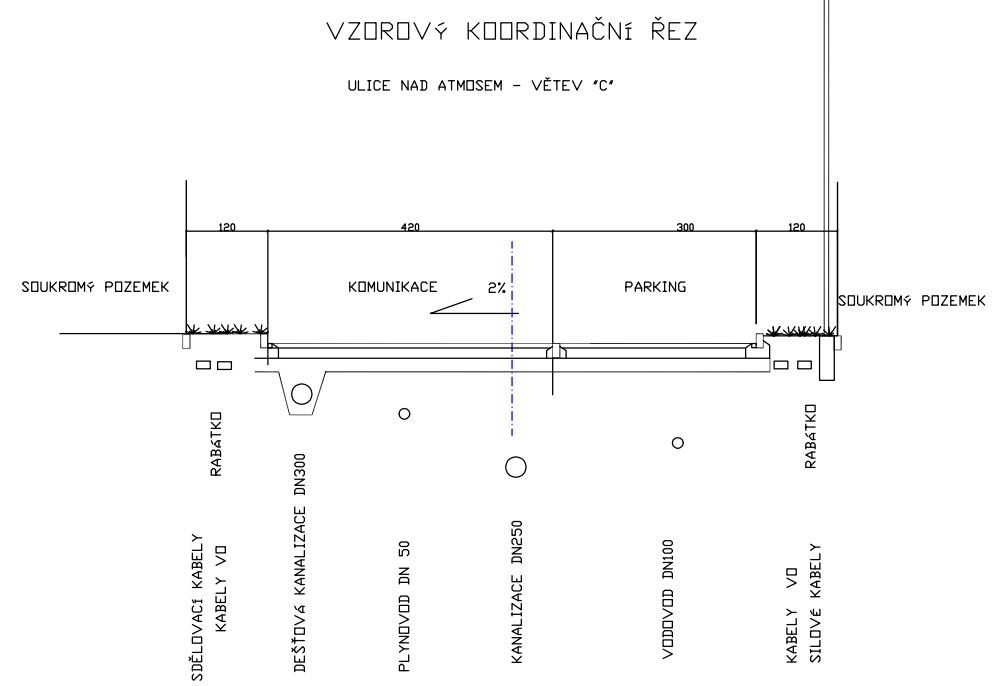 VZOROVÝ KOORDINAČNÍ ŘEZ
ULICE NAD ATMOSEM - VĚTEV "C"
120
420
300
120
SOUKROMÝ POZEMEK
KOMUNIKACE
2%
PARKING
SOUKROMÝ POZEMEK
RABÁTKO
RABÁTKO
SDĚLOVACÍ KABELY
KABELY VO
DEŠŤOVÁ KANALIZACE DN300
PLYNOVOD DN 50
KANALIZACE DN250
VODOVOD DN100
KABELY VO
SILOVÉ KABELY